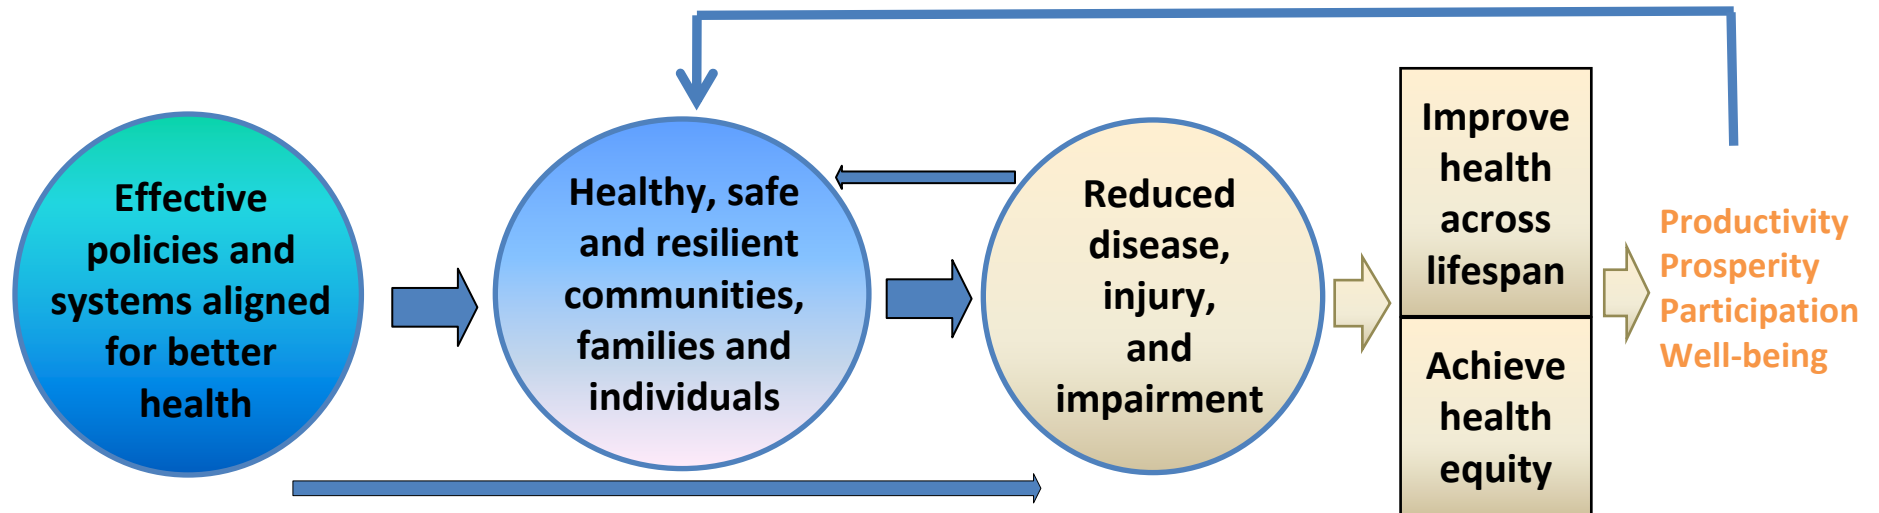 Effective
policies and
systems aligned
for better
health
Healthy, safe
and resilient
communities,
families and
individuals
Reduced
disease,
injury,
and
impairment
Improve
health
across
lifespan
Achieve
health
equity
Productivity
Prosperity
Participation
Well-being